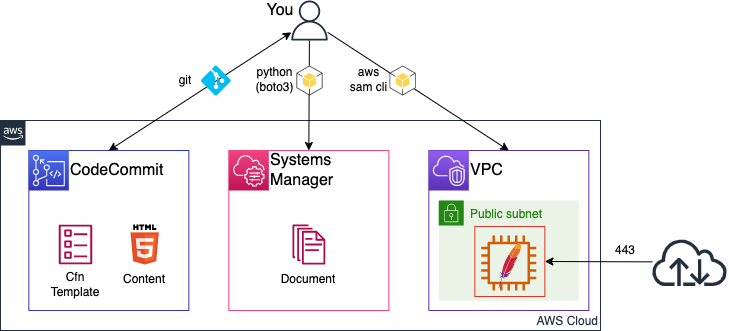 You
git
python
(boto3)
aws
sam cli
aws
CodeCommit
Systems
Manager
VPC
Public subnet
HTML
5
Cfn
Template
Content
Document
443
AWS Cloud